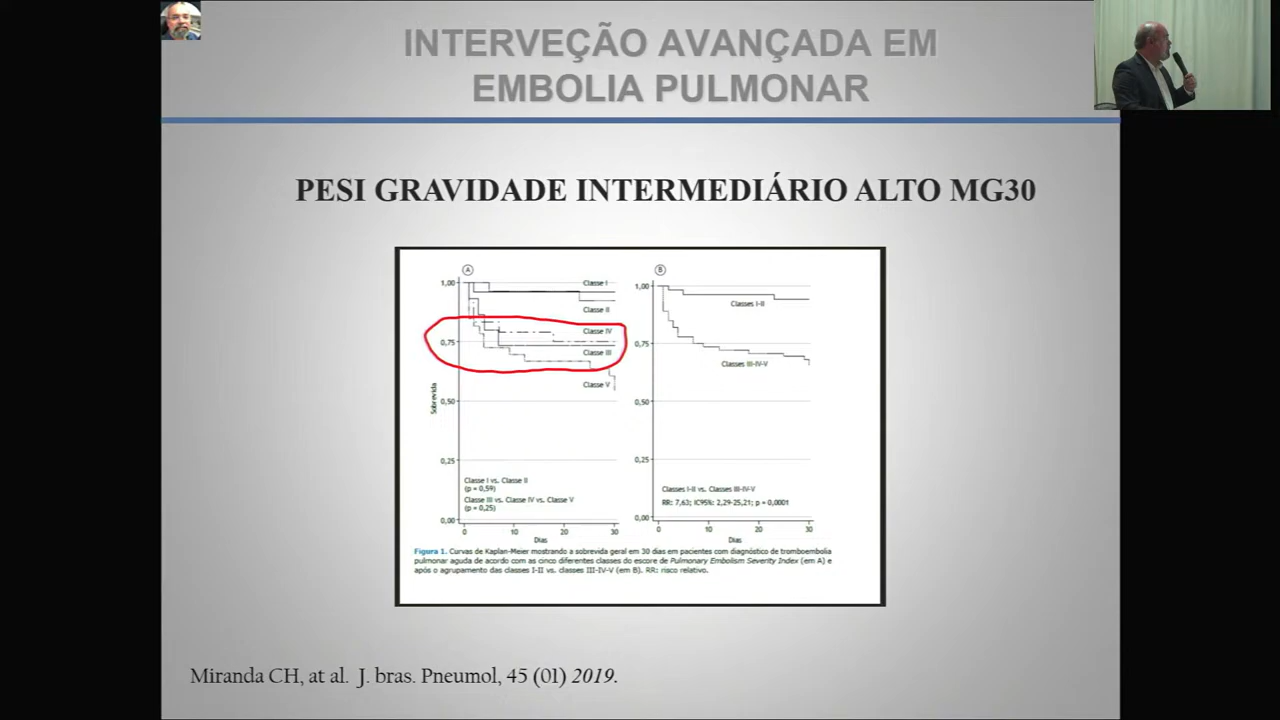 INTERVEÇÃO AVANÇADA EM
EMBOLIA PULMONAR
PESI GRAVIDADE INTERMEDIÁRIO ALTO MG30
A
1,00
0,75
0,50
0,25
0,00
Sobrevida
Classe I
Classe II
Classe IV
Classe III
Classe V
Classe I vs. Classe II
(p = 0,59)
Classe III vs. Classe IV vs. Classe V
(p = 0,25)
0 10 20 30
Dias
B
1,00
0,75
0,50
0,25
0,00
Classes I-II
Classes III-IV-V
Classes I-II vs. Classes III-IV-V
RR: 7,63; IC95%: 2,29-25,21; p = 0,0001
0 10 20 30
Dias
Figura 1. Curvas de Kaplan-Meier mostrando a sobrevida geral em 30 dias em pacientes com diagnóstico de tromboembolia
pulmonar aguda de acordo com as cinco diferentes classes do escore de Pulmonary Embolism Severity Index (em A) e
após o agrupamento das classes I-II vs. classes III-IV-V (em B). RR: risco relativo.
Miranda CH, at al. J. bras. Pneumol, 45 (01) 2019.